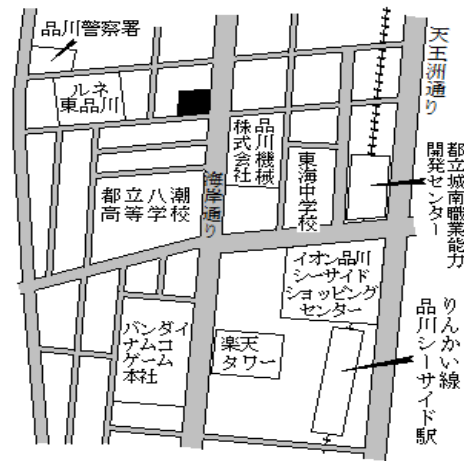 品川警察署
ルネ
東品川
天王洲通り
品川機械
株式会社
東海中学校
都立城南職業能力
開発センター
海岸通り
都立八潮
高等学校
イオン品川
シーサイド
ショッピング
センター
バンダイ
ナムコ
ゲーム
本社
楽天
タワー
りんかい線
品川シーサイド駅